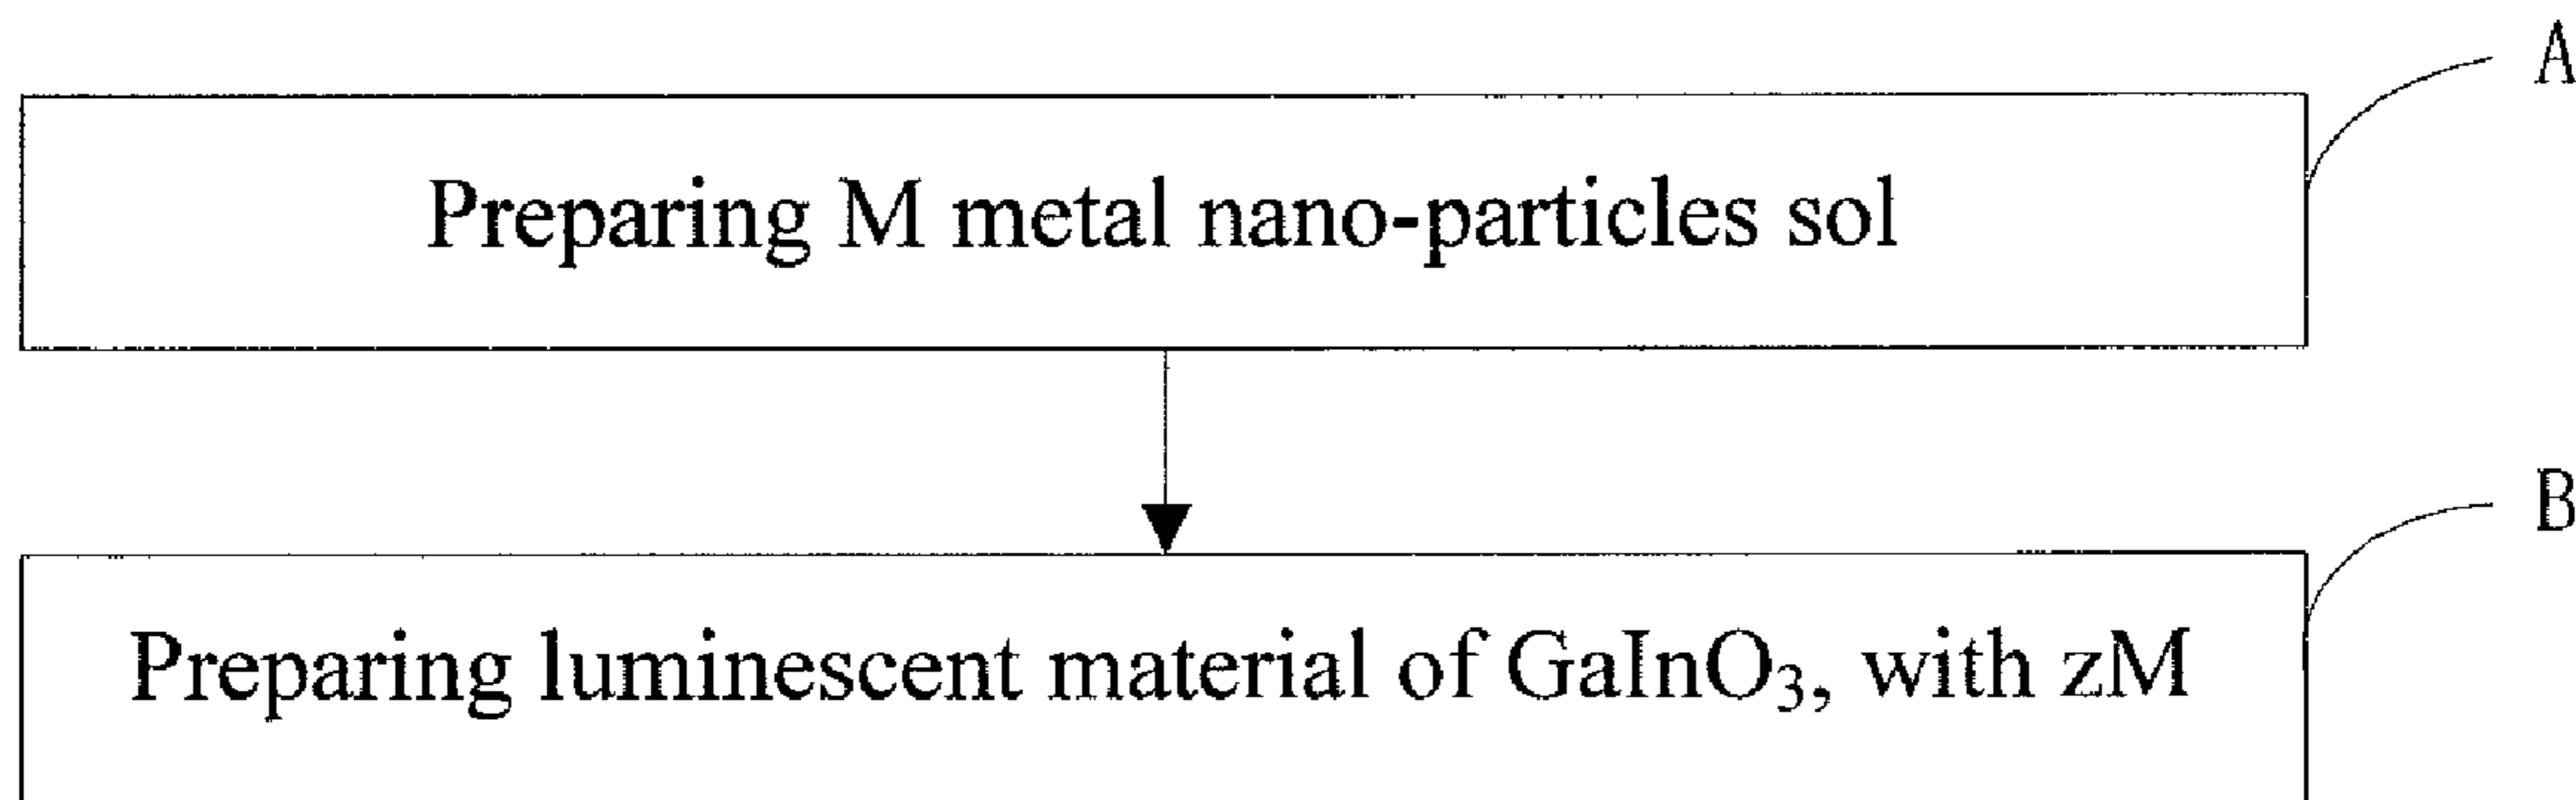 A
Preparing M metal nano-particles sol
B
Preparing luminescent material of GaInO₃, with zM